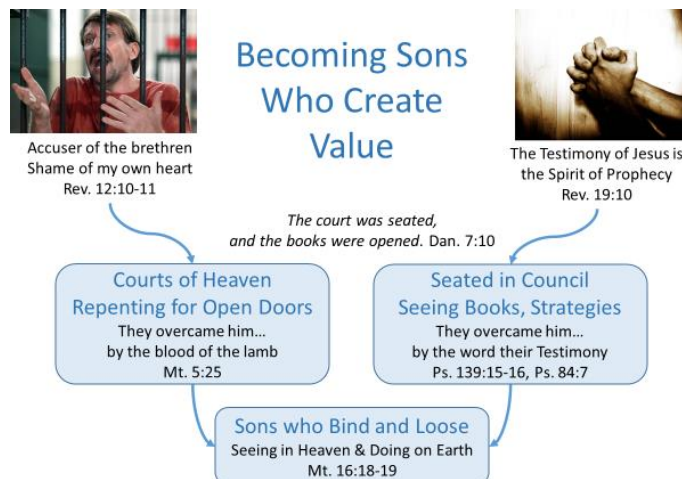 Becoming Sons
Who Create
Value
Accuser of the brethren
Shame of my own heart
Rev. 12:10-11
The Testimony of Jesus is
the Spirit of Prophecy
Rev. 19:10
The court was seated,
and the books were opened. Dan. 7:10
Courts of Heaven
Repenting for Open Doors
They overcame him…
by the blood of the lamb
Mt. 5:25
Seated in Council
Seeing Books, Strategies
They overcame him…
by the word their Testimony
Ps. 139:15-16, Ps. 84:7
Sons who Bind and Loose
Seeing in Heaven & Doing on Earth
Mt. 16:18-19